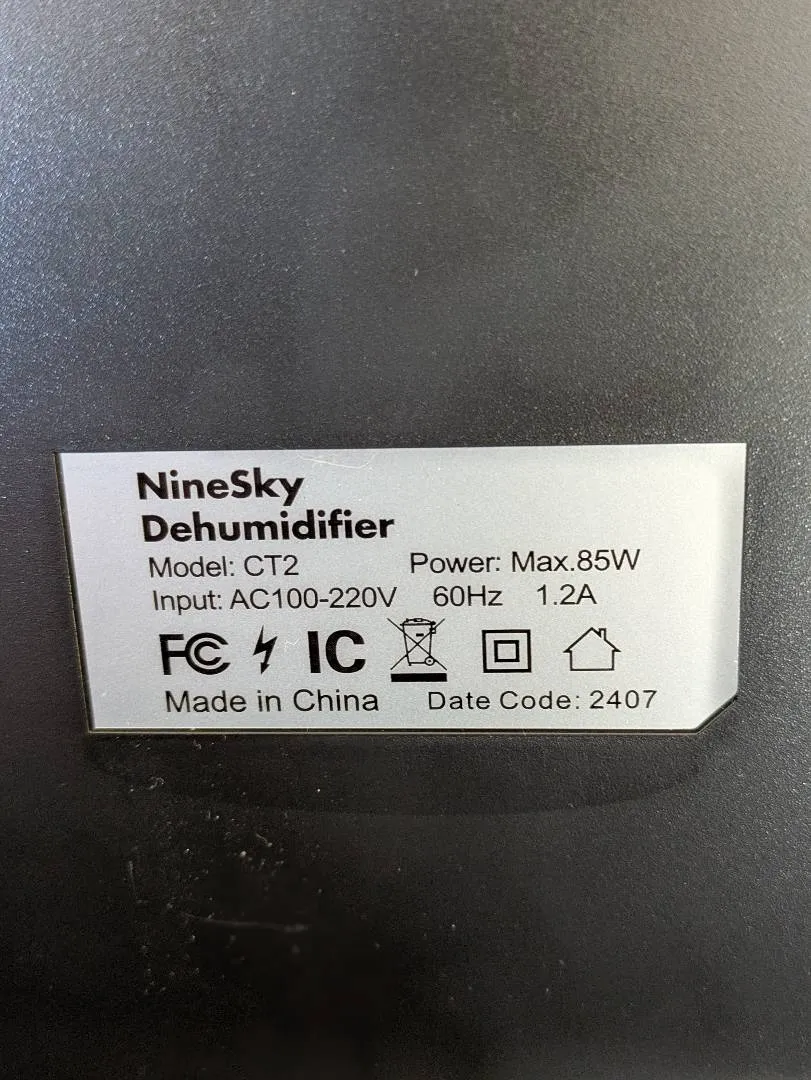 NineSky
Dehumidifier
Model: CT2 Power: Max.85W
Input: AC100-220V 60Hz 1.2A
FC IC
Made in China Date Code: 2407